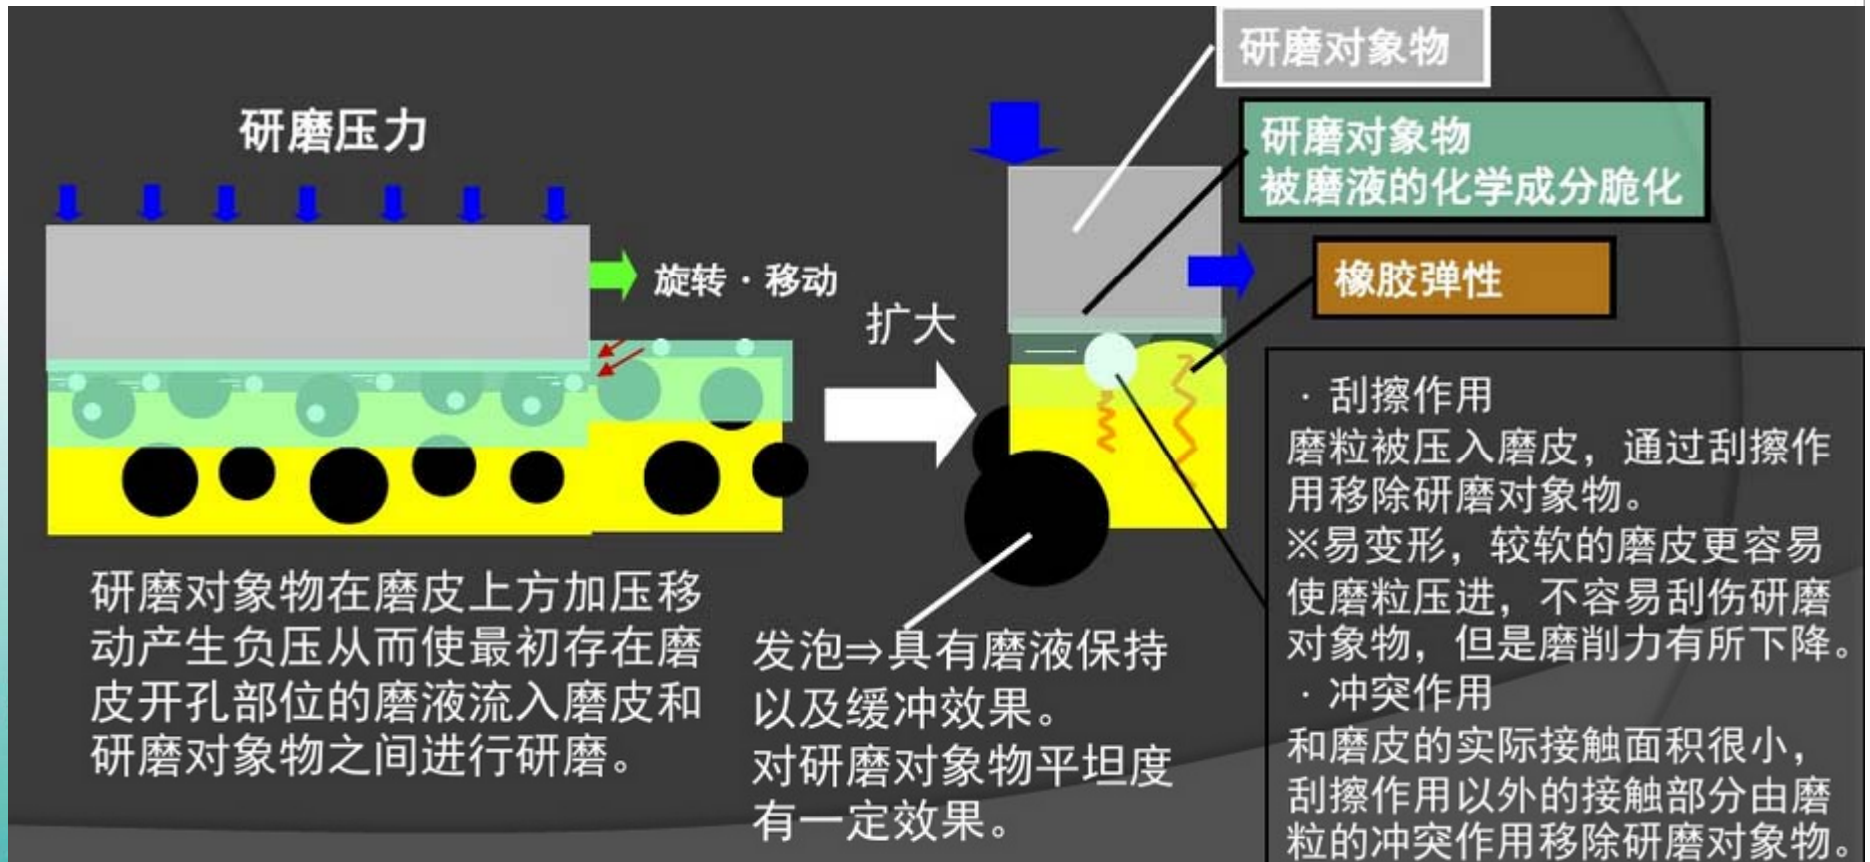 研磨对象物
研磨压力
研磨对象物
被磨液的化学成分脆化
旋转·移动
橡胶弹性
扩大
研磨对象物在磨皮上方加压移
动产生负压从而使最初存在磨
皮开孔部位的磨液流入磨皮和
研磨对象物之间进行研磨。
发泡⇒具有磨液保持
以及缓冲效果。
对研磨对象物平坦度
有一定效果。
·刮擦作用
磨粒被压入磨皮，通过刮擦作
用移除研磨对象物。
※易变形，较软的磨皮更容易
使磨粒压进，不容易刮伤研磨
对象物，但是磨削力有所下降。
·冲突作用
和磨皮的实际接触面积很小，
刮擦作用以外的接触部分由磨
粒的冲突作用移除研磨对象物。